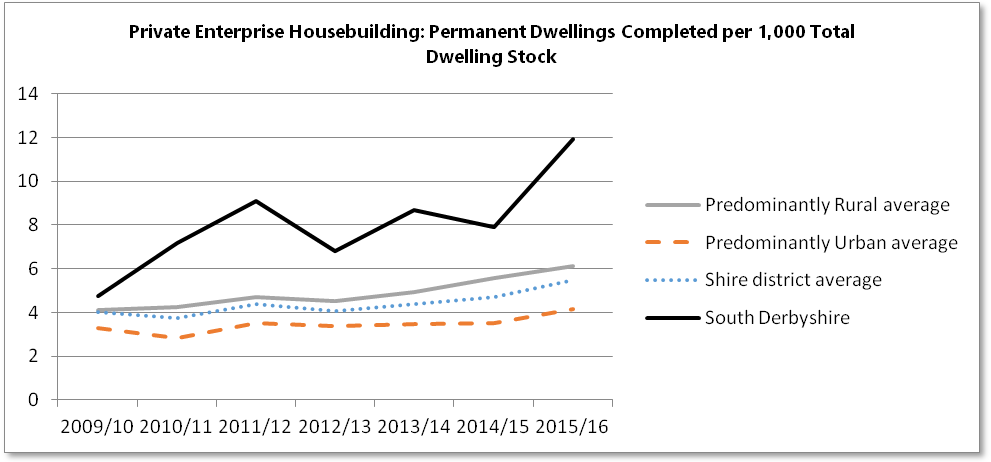 Private Enterprise Housebuilding: Permanent Dwellings Completed per 1,000 Total
Dwelling Stock
14
12
10
8
6
4
2
0
2009/10 2010/11 2011/12 2012/13 2013/14 2014/15 2015/16
Predominantly Rural average
Predominantly Urban average
Shire district average
South Derbyshire